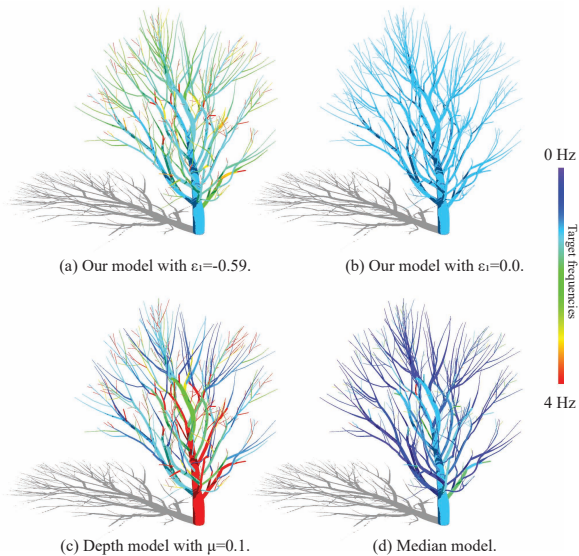 (a) Our model with ε₁=-0.59.
(b) Our model with ε₁=0.0.
0 Hz
Target frequencies
4 Hz
(c) Depth model with μ=0.1.
(d) Median model.